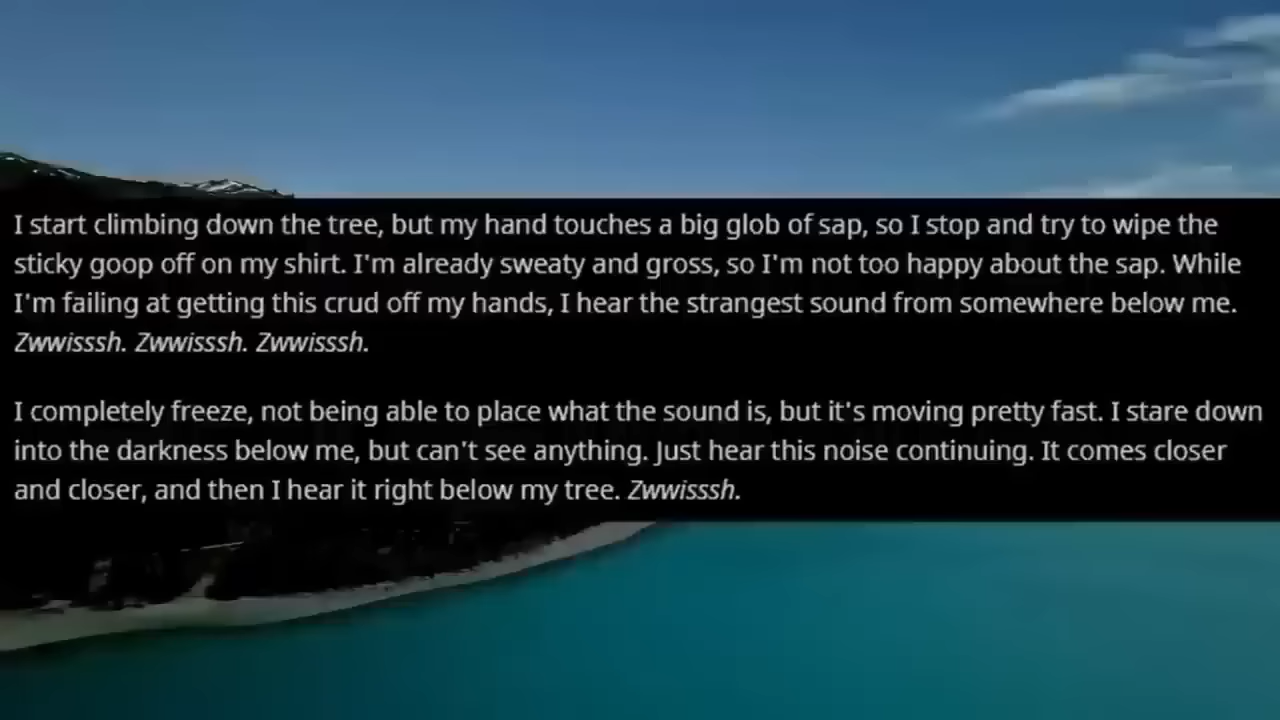 I start climbing down the tree, but my hand touches a big glob of sap, so I stop and try to wipe the
sticky goop off on my shirt. I'm already sweaty and gross, so I'm not too happy about the sap. While
I'm failing at getting this crud off my hands, I hear the strangest sound from somewhere below me.
Zwwisssh. Zwwisssh. Zwwisssh.
I completely freeze, not being able to place what the sound is, but it's moving pretty fast. I stare down
into the darkness below me, but can't see anything. Just hear this noise continuing. It comes closer
and closer, and then I hear it right below my tree. Zwwisssh.